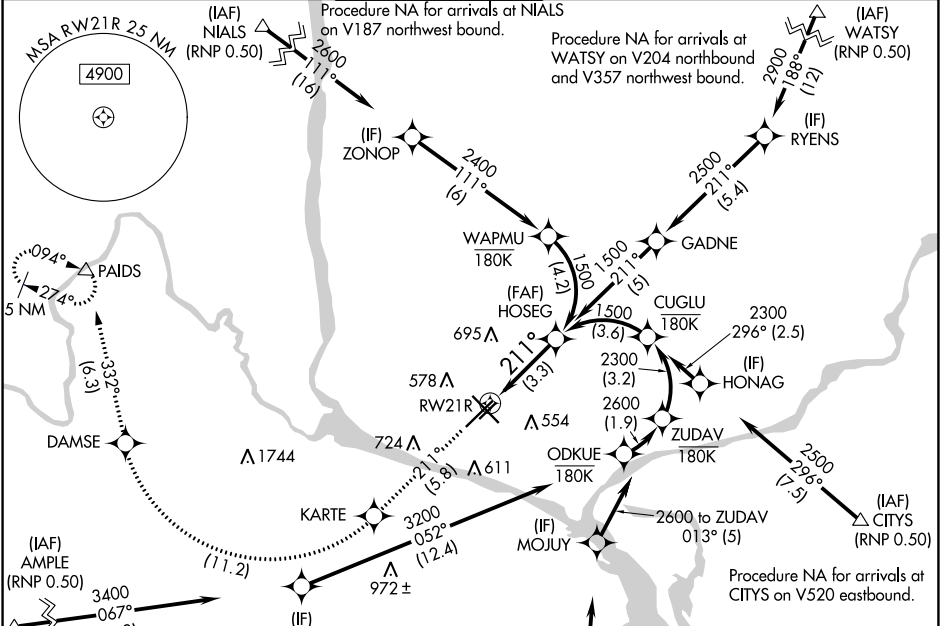 (IAF)
NIALS
(RNP 0.50)
Procedure NA for arrivals at NIALS
on V187 northwest bound.
(IAF)
WATSY
(RNP 0.50)
Procedure NA for arrivals at
WATSY on V204 northbound
and V357 northwest bound.
MSA RW21R 25 NM
4900
2600
111°
(16)
2900
188°
(12)
(IF)
ZONOP
(IF)
RYENS
2400
111°
(6)
2500
211°
(5.4)
WAPMU
180K
GADNE
1500
(4.2)
1500
211°
(5)
094°
274°
PAIDS
5 NM
(FAF)
HOSEG
CUGLU
180K
1500
(3.6)
2300
296° (2.5)
695
211°
(3.3)
(IF)
HONAG
2300
(3.2)
332°
(6.3)
578
RW21R
554
2600
(1.9)
ZUDAV
180K
DAMSE
1744
724
611
211°
(5.8)
ODKUE
180K
2500
296°
(7.5)
KARTE
3200
052°
(12.4)
(IF)
MOJUY
2600 to ZUDAV
013° (5)
(IAF)
CITYS
(RNP 0.50)
(11.2)
972 ±
(IAF)
AMPLE
(RNP 0.50)
3400
067°
(IF)
Procedure NA for arrivals at
CITYS on V520 eastbound.